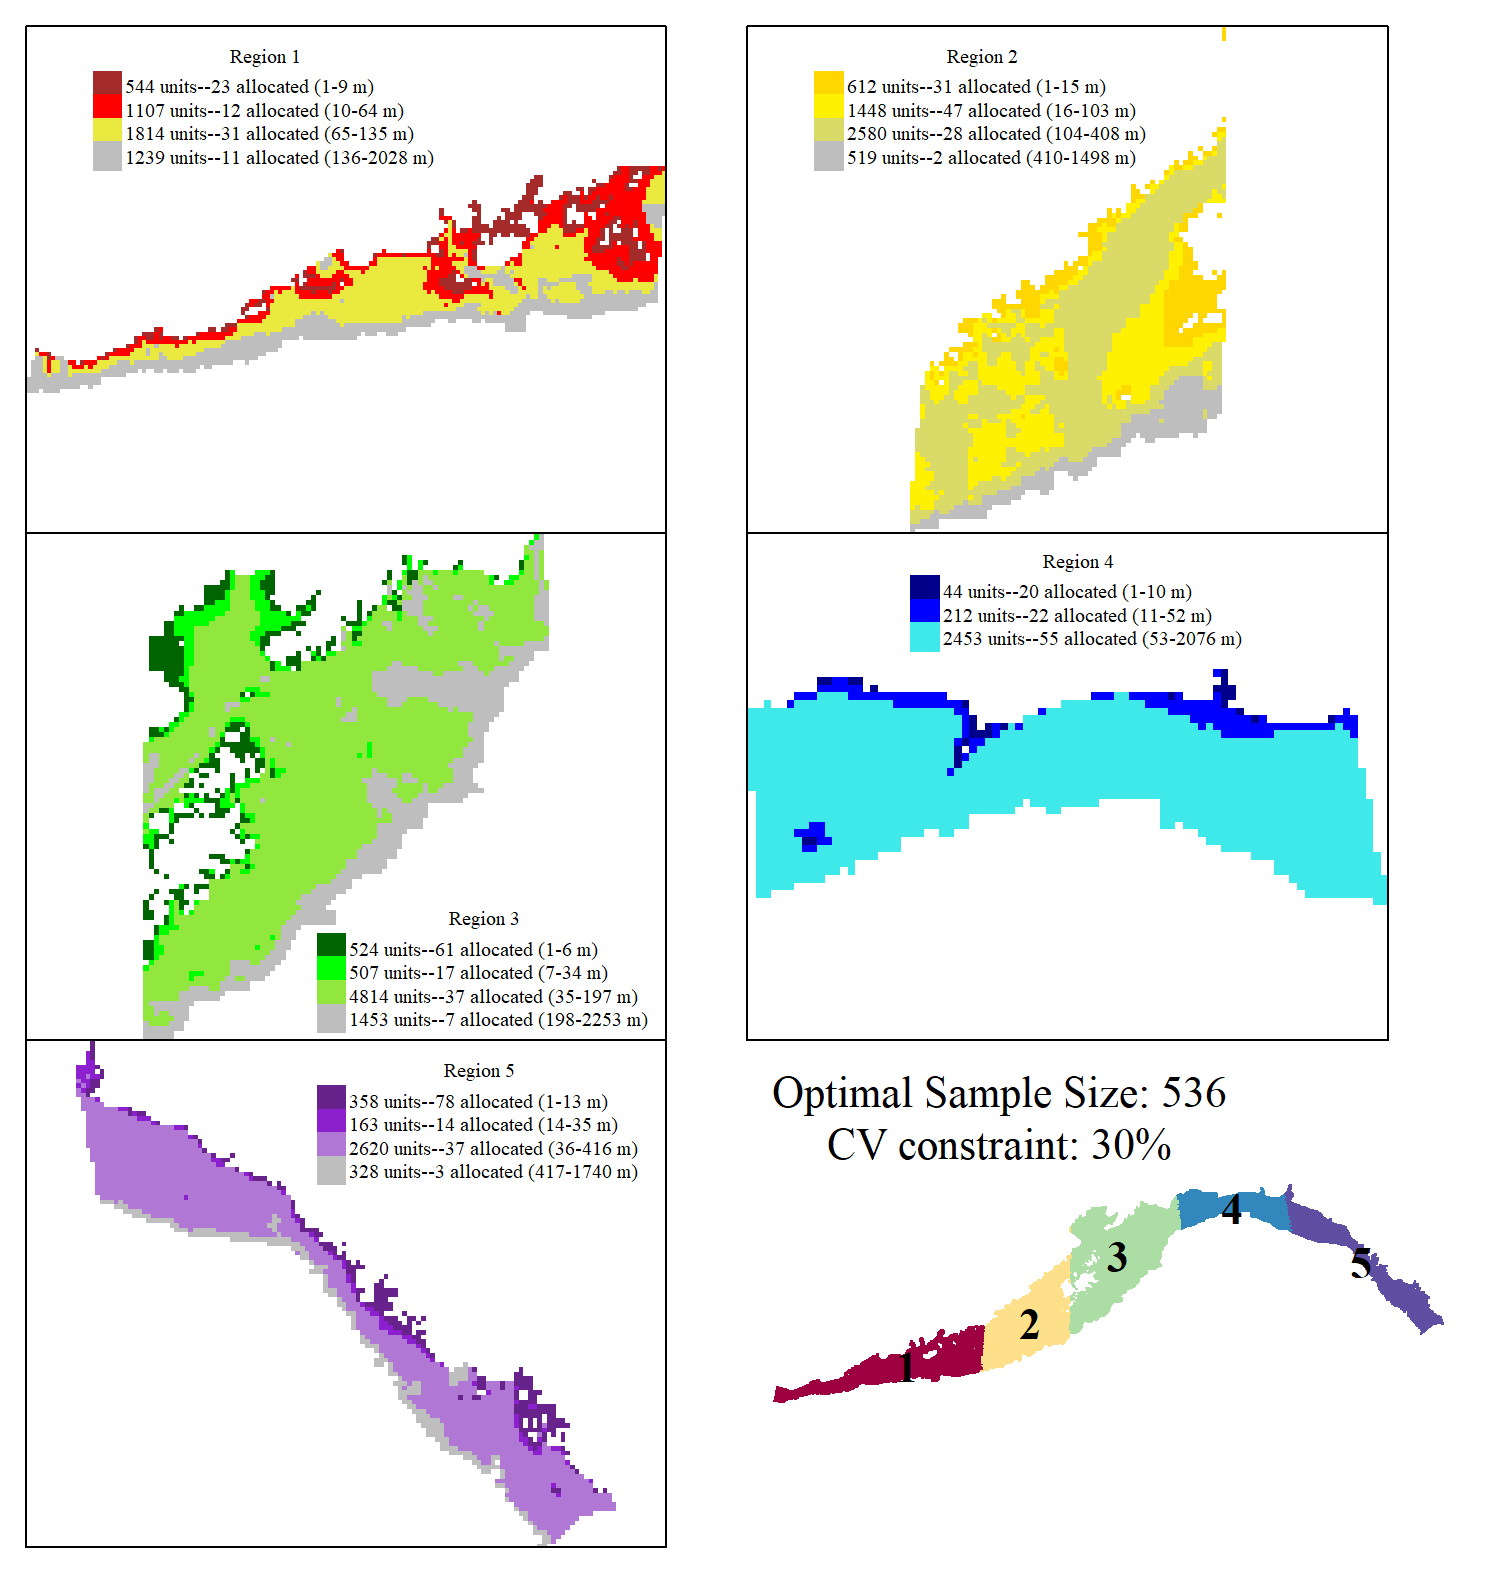 Region 1
544 units--23 allocated (1-9 m)
1107 units--12 allocated (10-64 m)
1814 units--31 allocated (65-135 m)
1239 units--11 allocated (136-2028 m)
Region 2
612 units--31 allocated (1-15 m)
1448 units--47 allocated (16-103 m)
2580 units--28 allocated (104-408 m)
519 units--2 allocated (410-1498 m)
Region 3
524 units--61 allocated (1-6 m)
507 units--17 allocated (7-34 m)
4814 units--37 allocated (35-197 m)
1453 units--7 allocated (198-2253 m)
Region 4
44 units--20 allocated (1-10 m)
212 units--22 allocated (11-52 m)
2453 units--55 allocated (53-2076 m)
Region 5
358 units--78 allocated (1-13 m)
163 units--14 allocated (14-35 m)
2620 units--37 allocated (36-416 m)
328 units--3 allocated (417-1740 m)
Optimal Sample Size: 536
CV constraint: 30%
1
2
3
4
5